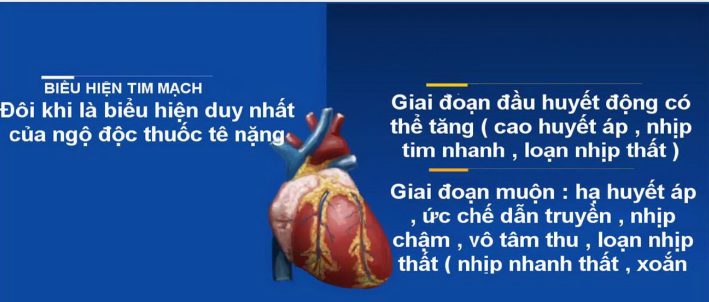 BIỂU HIỆN TIM MẠCH
Đôi khi là biểu hiện duy nhất
của ngộ độc thuốc tê nặng
Giai đoạn đầu huyết động có
thể tăng ( cao huyết áp , nhịp
tim nhanh , loạn nhịp thất )
Giai đoạn muộn : hạ huyết áp
, ức chế dẫn truyền , nhịp
chậm , vô tâm thu , loạn nhịp
thất ( nhịp nhanh thất , xoắn